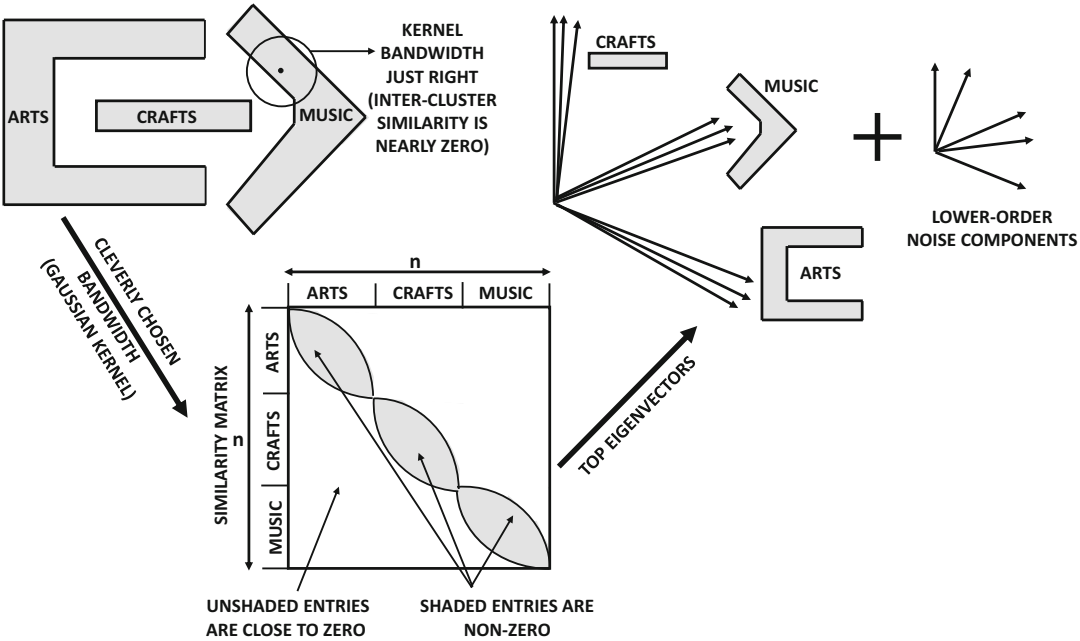 ARTS
CRAFTS
MUSIC
KERNEL
BANDWIDTH
JUST RIGHT
(INTER-CLUSTER
SIMILARITY IS
NEARLY ZERO)
CRAFTS
MUSIC
ARTS
LOWER-ORDER
NOISE COMPONENTS
CLEVERLY CHOSEN
BANDWIDTH
(GAUSSIAN KERNEL)
n
ARTS CRAFTS MUSIC
SIMILARITY MATRIX
n
ARTS
CRAFTS
MUSIC
TOP EIGENVECTORS
UNSHADED ENTRIES
ARE CLOSE TO ZERO
SHADED ENTRIES ARE
NON-ZERO